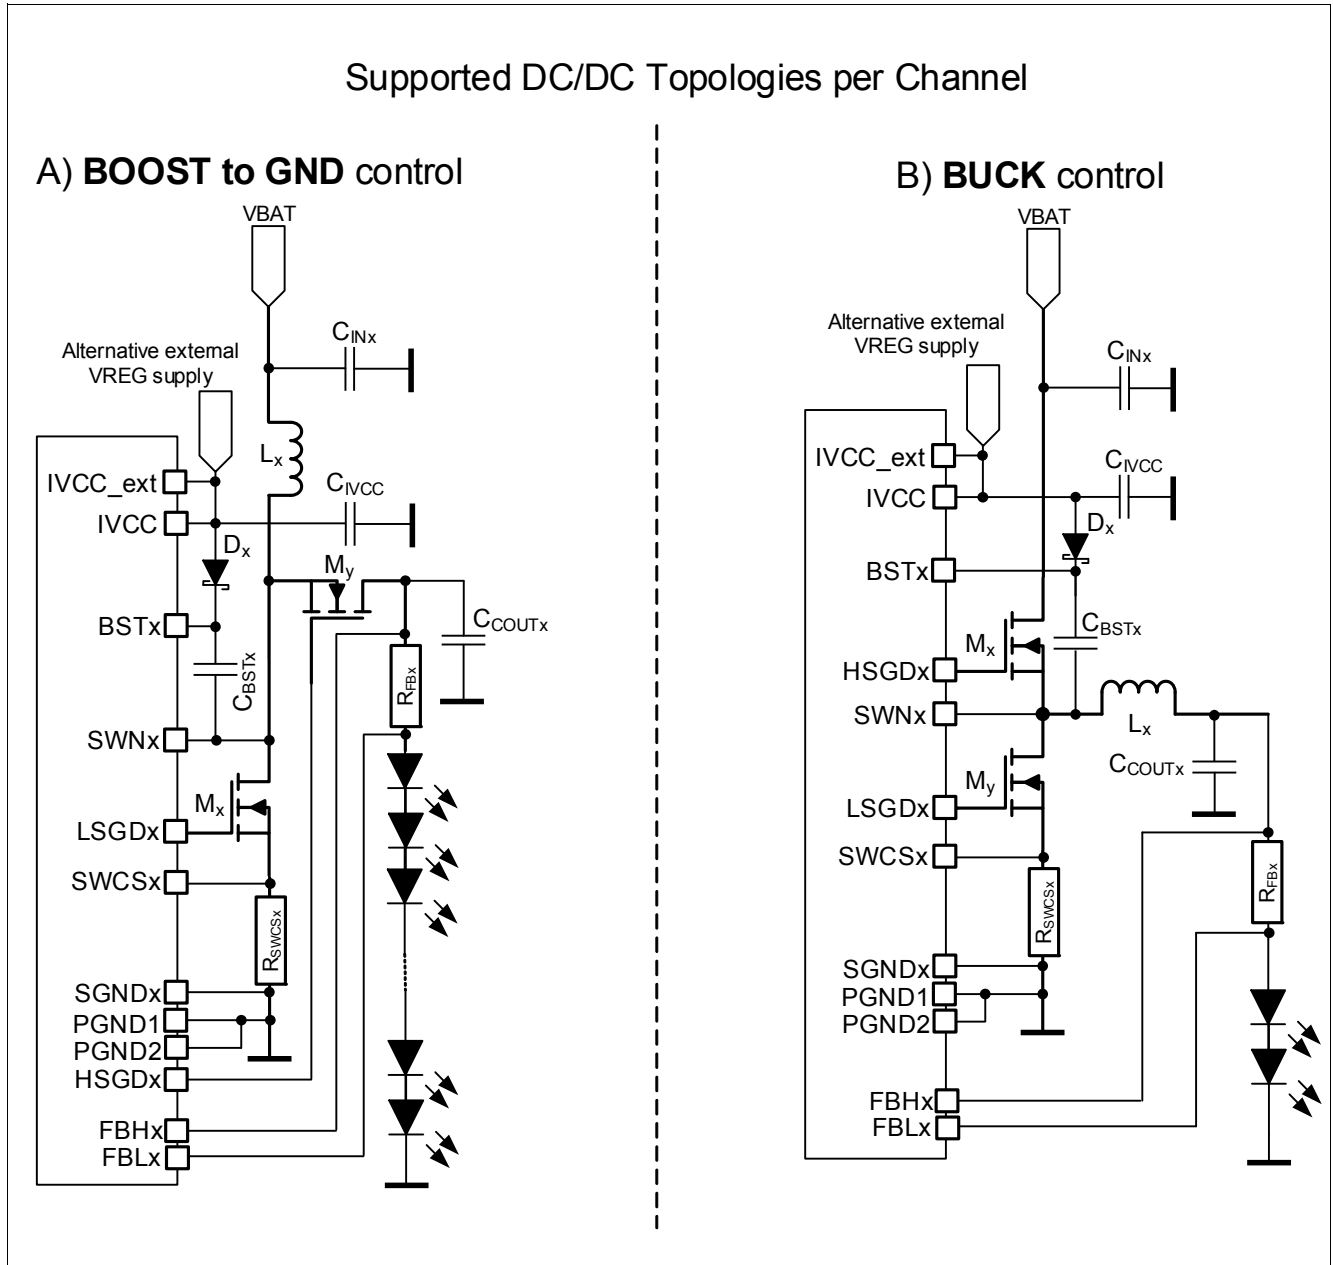 Supported DC/DC Topologies per Channel
A) BOOST to GND control
VBAT
CINx
Alternative external
VREG supply
Lx
IVCC_ext
CIVCC
IVCC
Dx
My
BSTx
CCOUTx
CBSTx
RFBx
SWNx
Mx
LSGDx
SWCSx
RSWCSx
SGNDx
PGND1
PGND2
HSGDx
FBHx
FBLx
B) BUCK control
VBAT
Alternative external
VREG supply
CINx
IVCC_ext
CIVCC
IVCC
Dx
BSTx
CBSTx
Mx
HSGDx
SWNx
Lx
CCOUTx
My
LSGDx
SWCSx
RFBx
RSWCSx
SGNDx
PGND1
PGND2
FBHx
FBLx